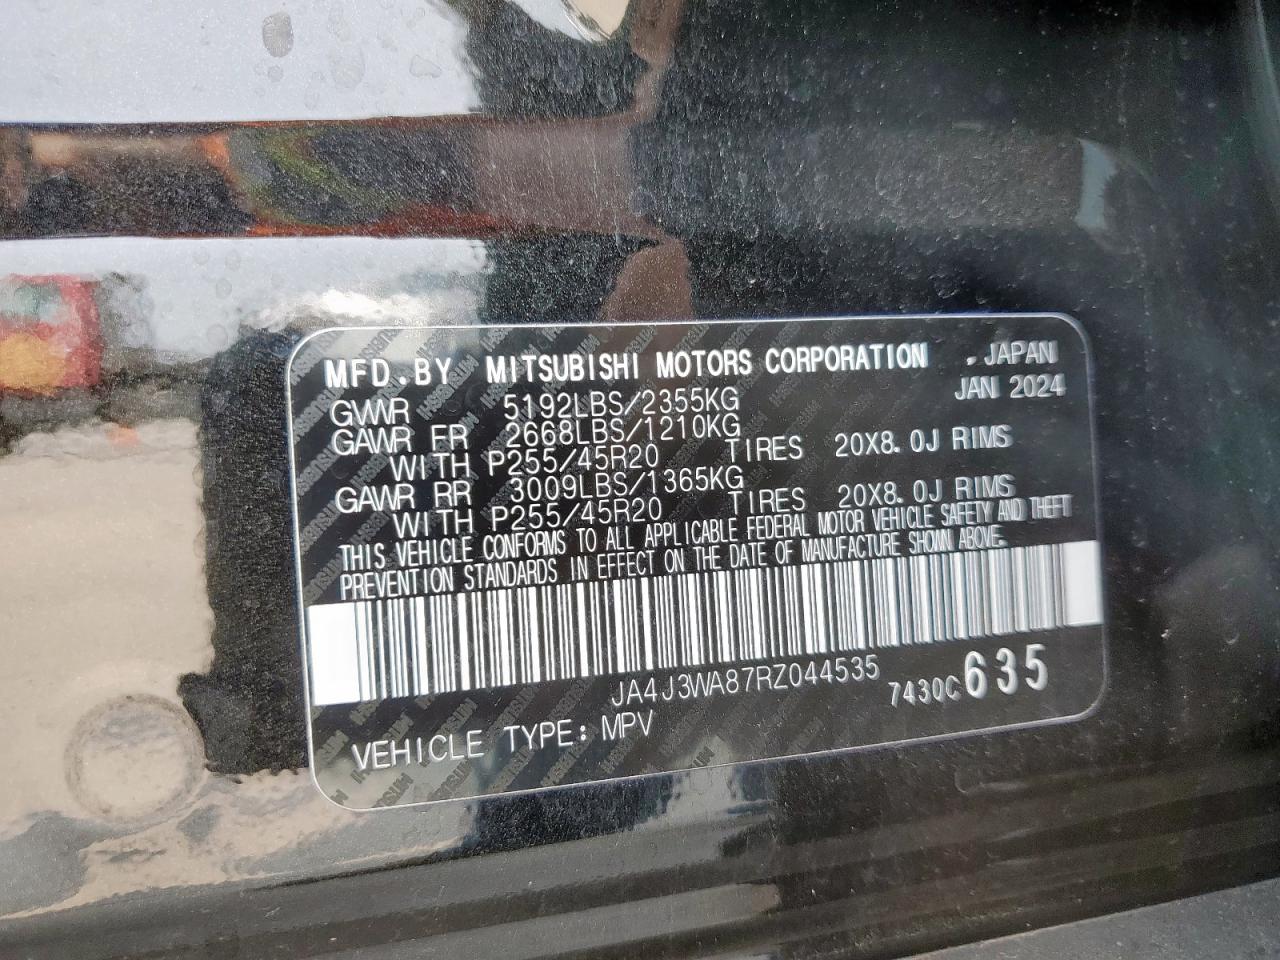 MFD.BY MITSUBISHI MOTORS CORPORATION . JAPAN
JAN 2024
GVWR 5192LBS/2355KG
GAWR FR 2668LBS/1210KG
WITH P255/45R20 TIRES 20X8.0J RIMS
GAWR RR 3009LBS/1365KG
WITH P255/45R20 TIRES 20X8.0J RIMS
THIS VEHICLE CONFORMS TO ALL APPLICABLE FEDERAL MOTOR VEHICLE SAFETY AND THEFT
PREVENTION STANDARDS IN EFFECT ON THE DATE OF MANUFACTURE SHOWN ABOVE.
JA4J3WA87RZ044535
7430C635
VEHICLE TYPE: MPV